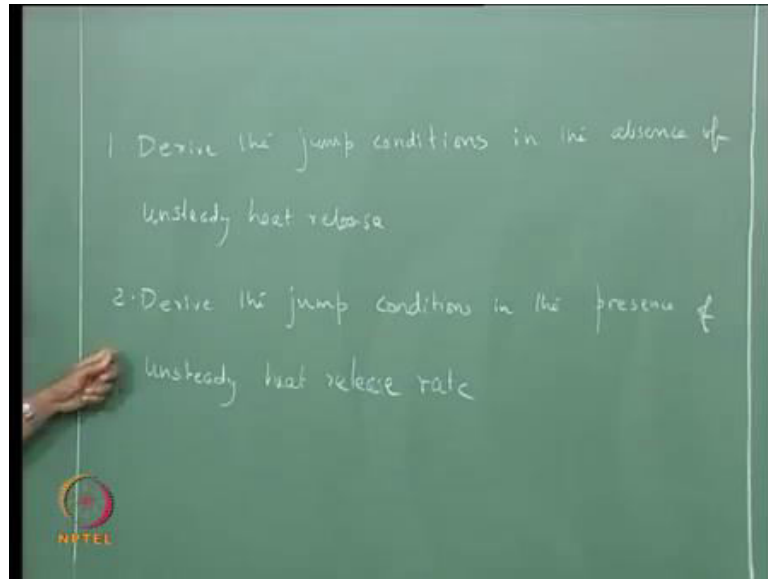 1. Derive the jump conditions in the absence of
unsteady heat release
2. Derive the jump conditions in the presence of
unsteady heat release rate
NPTEL